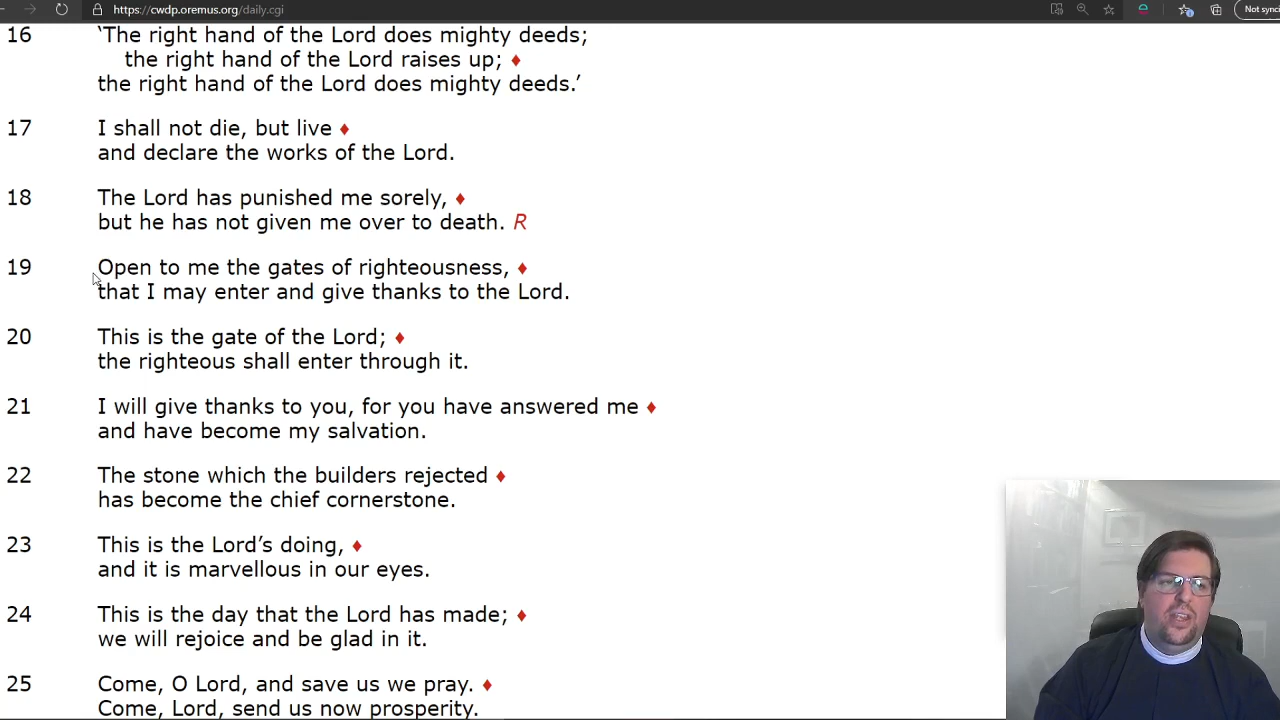 https://cwdp.oremus.org/daily.cgi
Not synci
16 ‘The right hand of the Lord does mighty deeds;
the right hand of the Lord raises up; ♦
the right hand of the Lord does mighty deeds.’
17 I shall not die, but live ♦
and declare the works of the Lord.
18 The Lord has punished me sorely, ♦
but he has not given me over to death. R
19 Open to me the gates of righteousness, ♦
that I may enter and give thanks to the Lord.
20 This is the gate of the Lord; ♦
the righteous shall enter through it.
21 I will give thanks to you, for you have answered me ♦
and have become my salvation.
22 The stone which the builders rejected ♦
has become the chief cornerstone.
23 This is the Lord’s doing, ♦
and it is marvellous in our eyes.
24 This is the day that the Lord has made; ♦
we will rejoice and be glad in it.
25 Come, O Lord, and save us we pray. ♦
Come, Lord, send us now prosperity.